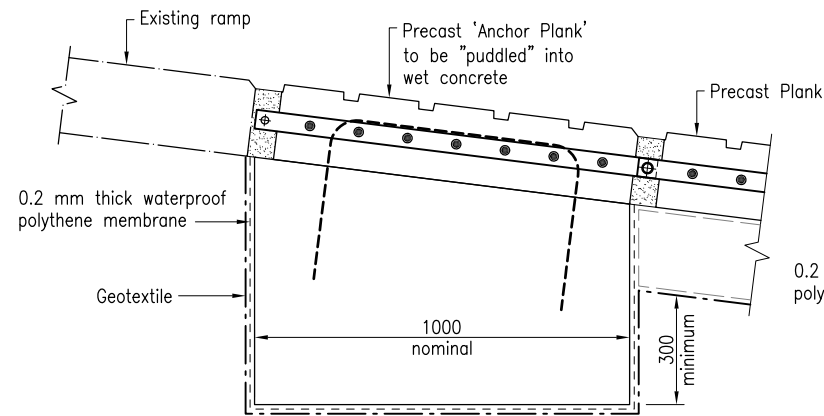 Existing ramp
Precast ‘Anchor Plank’
to be ”puddled” into
wet concrete
Precast Plank
0.2 mm thick waterproof
polythene membrane
Geotextile
0.2
poly
1000
nominal
300
minimum